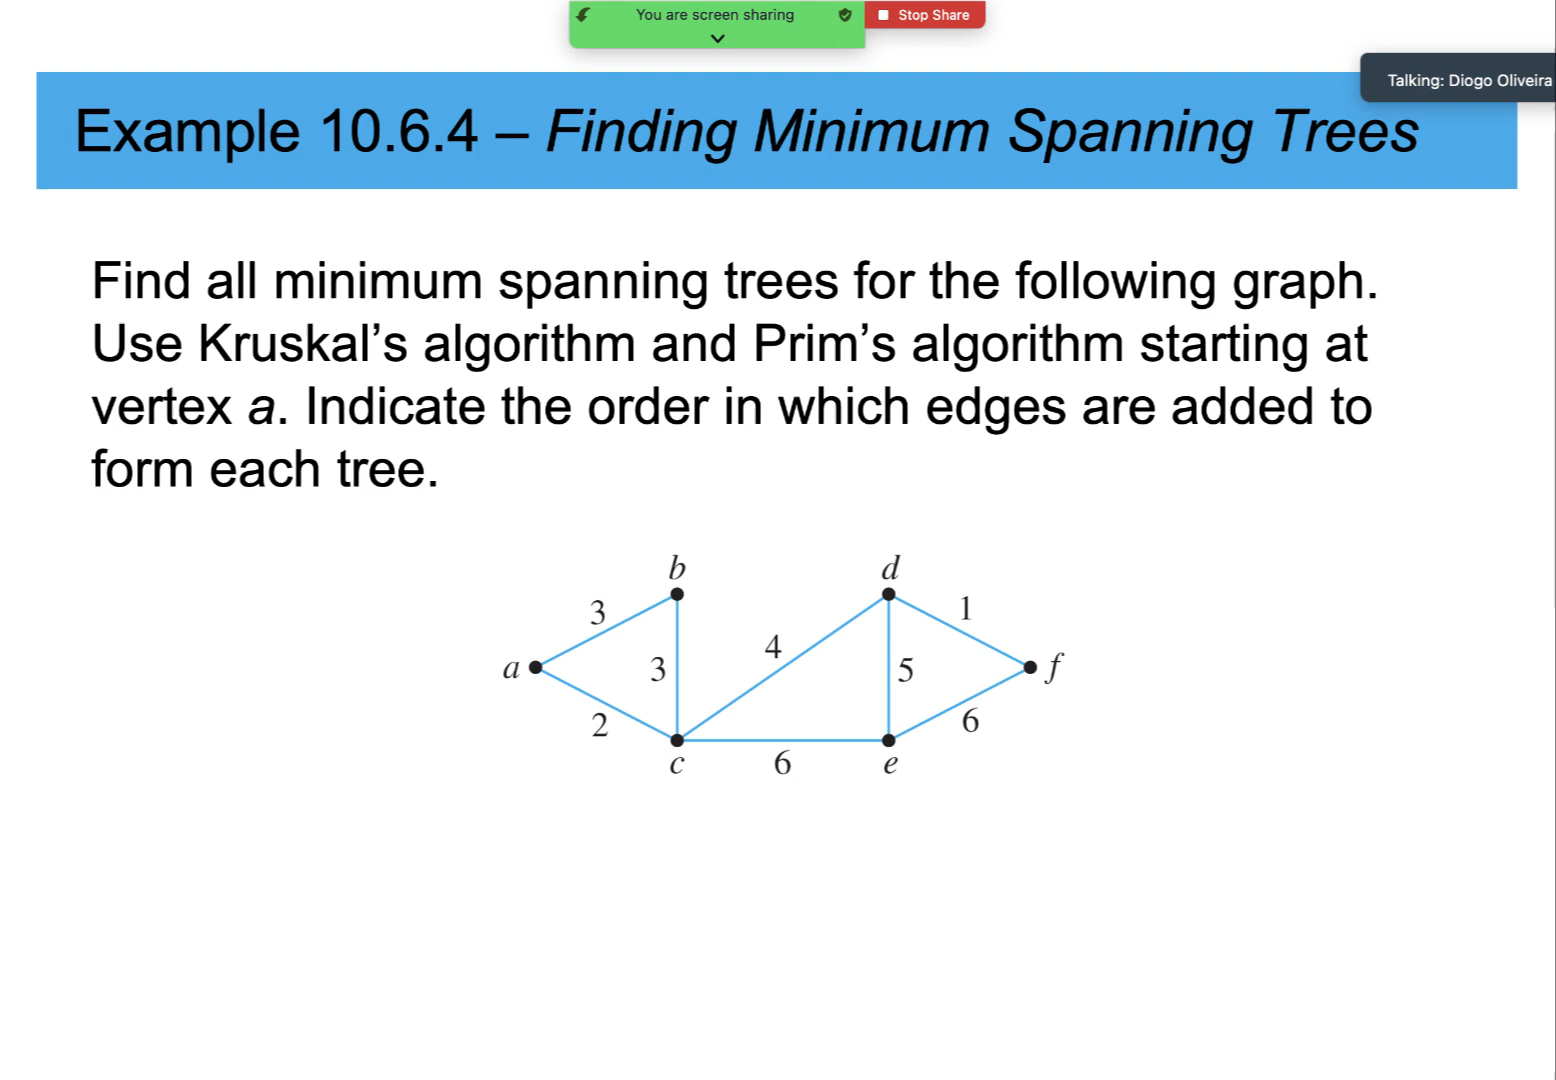 You are screen sharing
Stop Share
Talking: Diogo Oliveira
Example 10.6.4 – Finding Minimum Spanning Trees
Find all minimum spanning trees for the following graph.
Use Kruskal’s algorithm and Prim’s algorithm starting at
vertex a. Indicate the order in which edges are added to
form each tree.
b
d
3
1
4
a
3
5
f
2
6
c
6
e